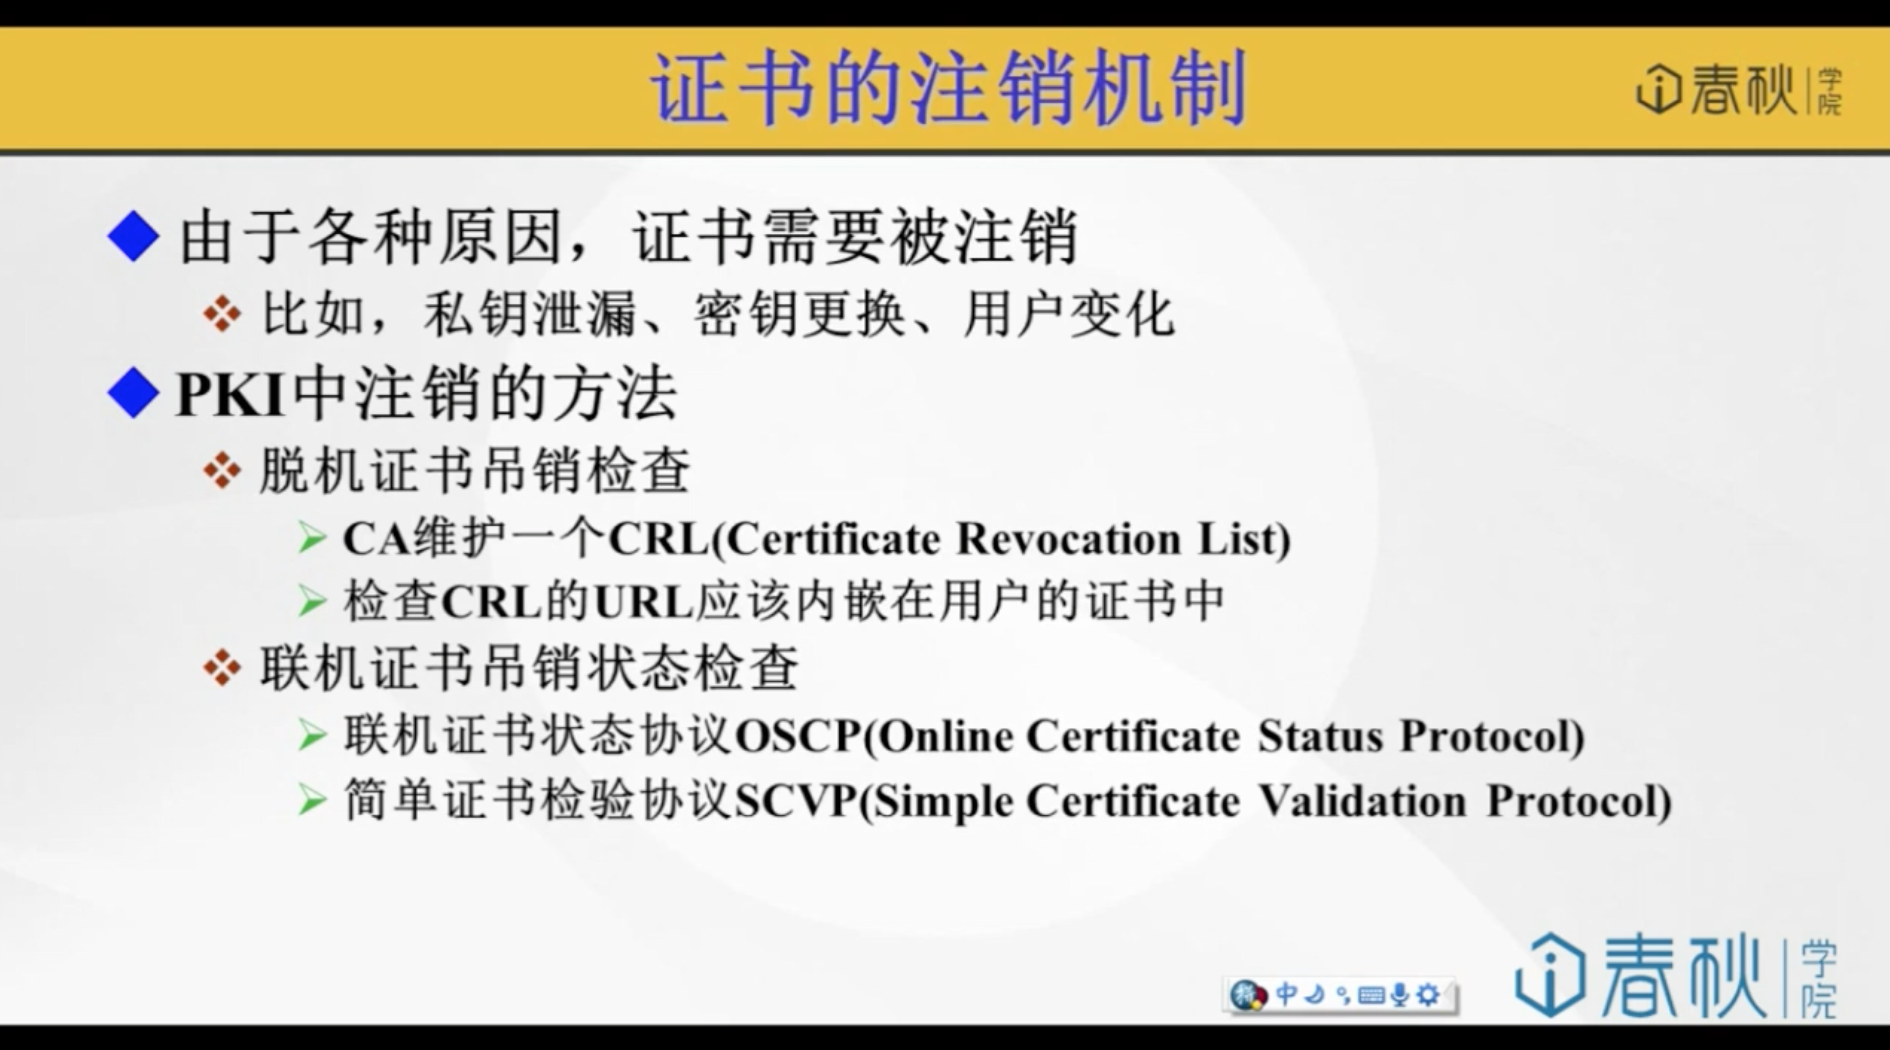 证书的注销机制
春秋学院
由于各种原因，证书需要被注销
比如，私钥泄漏、密钥更换、用户变化
PKI中注销的方法
脱机证书吊销检查
CA维护一个CRL(Certificate Revocation List)
检查CRL的URL应该内嵌在用户的证书中
联机证书吊销状态检查
联机证书状态协议OSCP(Online Certificate Status Protocol)
简单证书检验协议SCVP(Simple Certificate Validation Protocol)
中
春秋学院